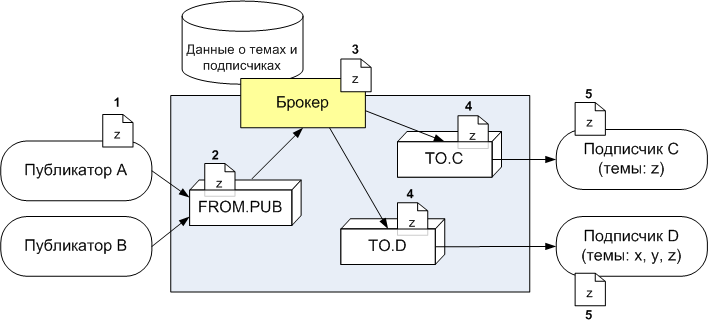 Данные о темах и
подписчиках
3
z
Брокер
1
z
5
z
4
z
TO.C
Публикатор A
2
z
FROM.PUB
Подписчик C
(темы: z)
4
z
TO.D
Публикатор B
Подписчик D
(темы: x, y, z)
z
5